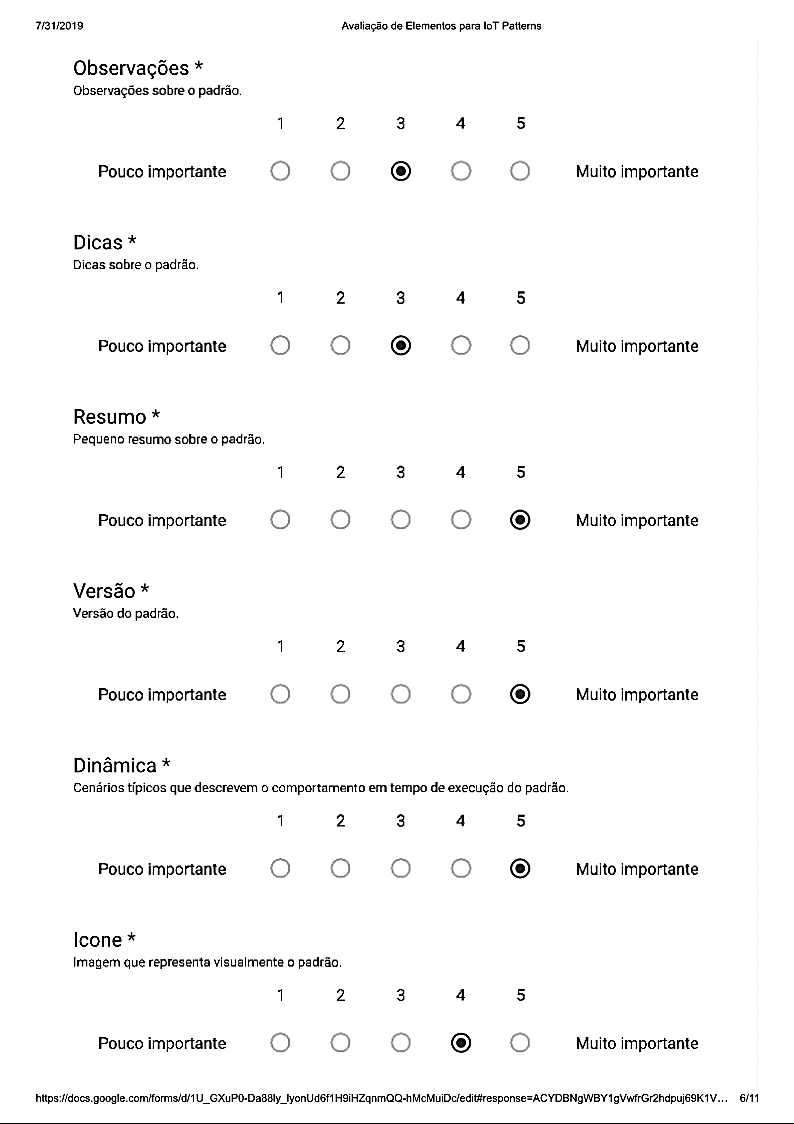 7/31/2019 Avaliação de Elementos para IoT Patterns
Observações *
Observações sobre o padrão.
1 2 3 4 5
Pouco importante Muito importante
Dicas *
Dicas sobre o padrão.
1 2 3 4 5
Pouco importante Muito importante
Resumo *
Pequeno resumo sobre o padrão.
1 2 3 4 5
Pouco importante Muito importante
Versão *
Versão do padrão.
1 2 3 4 5
Pouco importante Muito importante
Dinâmica *
Cenários típicos que descrevem o comportamento em tempo de execução do padrão.
1 2 3 4 5
Pouco importante Muito importante
Icone *
Imagem que representa visualmente o padrão.
1 2 3 4 5
Pouco importante Muito importante
https://docs.google.com/forms/d/1U_GXuP0-Da88ly_lyonUd6f1H9iHZqnmQQ-hMcMuiDc/edit#response=ACYDBNgWBY1gVwfrGr2hdpuj69K1V... 6/11